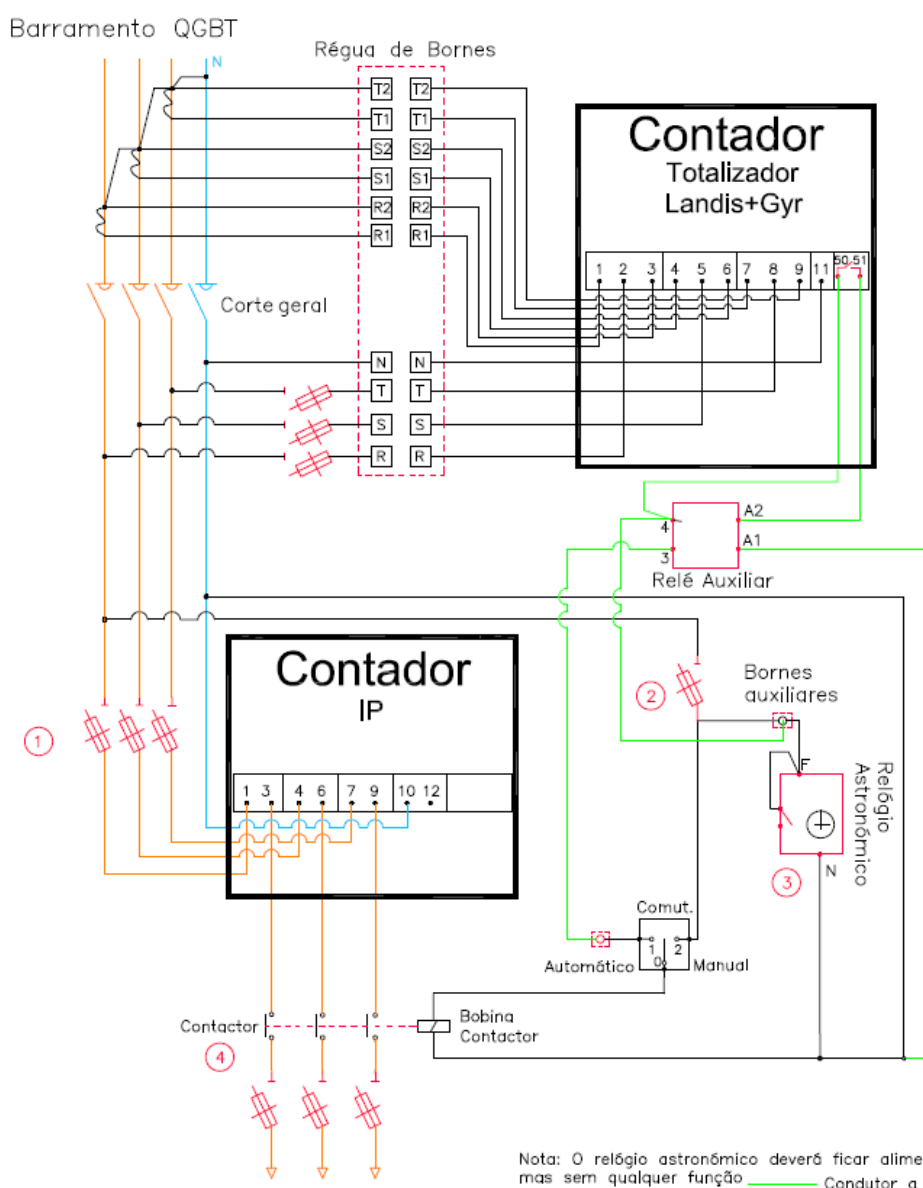 Barramento QGBT
N
Régua de Bornes
T2 T2
T1 T1
S2 S2
S1 S1
R2 R2
R1 R1
Contador
Totalizador
Landis+Gyr
1 2 3 4 5 6 7 8 9 11 50 51
Corte geral
N N
T T
S S
R R
4 A2
3 A1
Relé Auxiliar
Contador
IP
1 3 4 6 7 9 10 12
1
2
Bornes
auxiliares
F
Relógio
Astronómico
N
3
Comut.
1 2
0
Automático
Manual
Contactor
4
Bobina
Contactor
Nota: O relógio astronómico deverá ficar alime
mas sem qualquer função
Condutor a